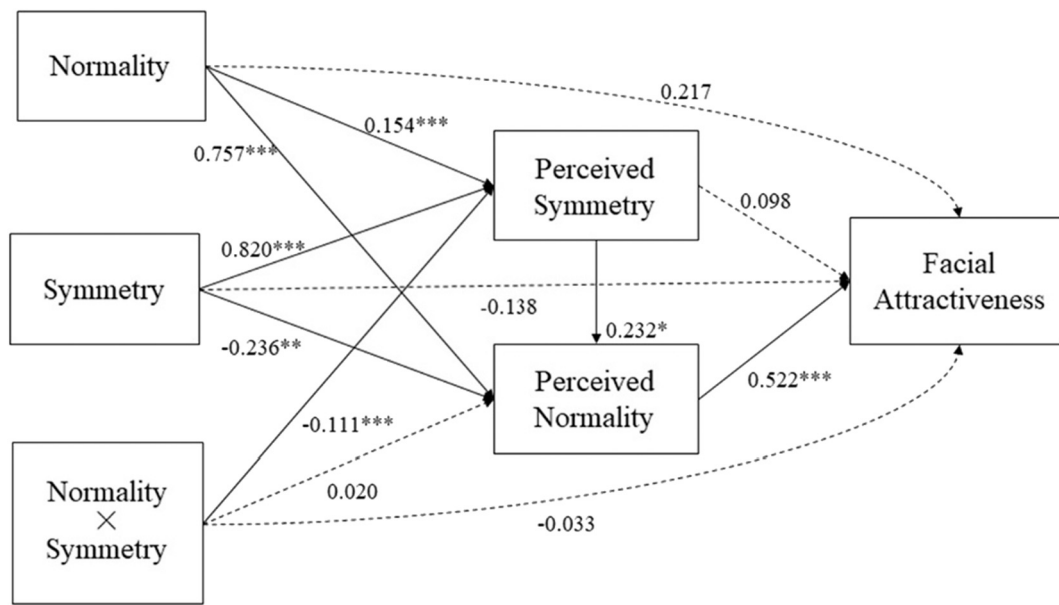 Normality
0.217
0.154***
0.757***
Perceived
Symmetry
0.098
0.820***
Symmetry
-0.138
Facial
Attractiveness
0.232*
-0.236**
Perceived
Normality
0.522***
-0.111***
Normality
×
Symmetry
0.020
-0.033